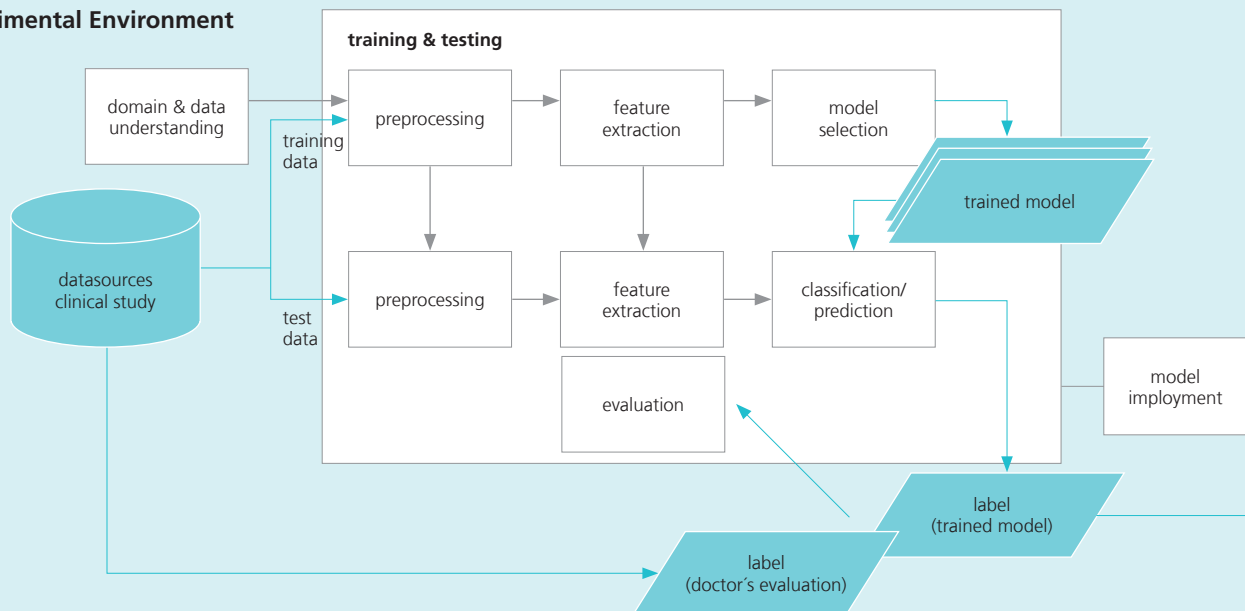 imental Environment
training & testing
domain & data
understanding
preprocessing
feature
extraction
model
selection
training
data
trained model
datasources
clinical study
preprocessing
feature
extraction
classification/
prediction
test
data
evaluation
model
imployment
label
(trained model)
label
(doctor´s evaluation)